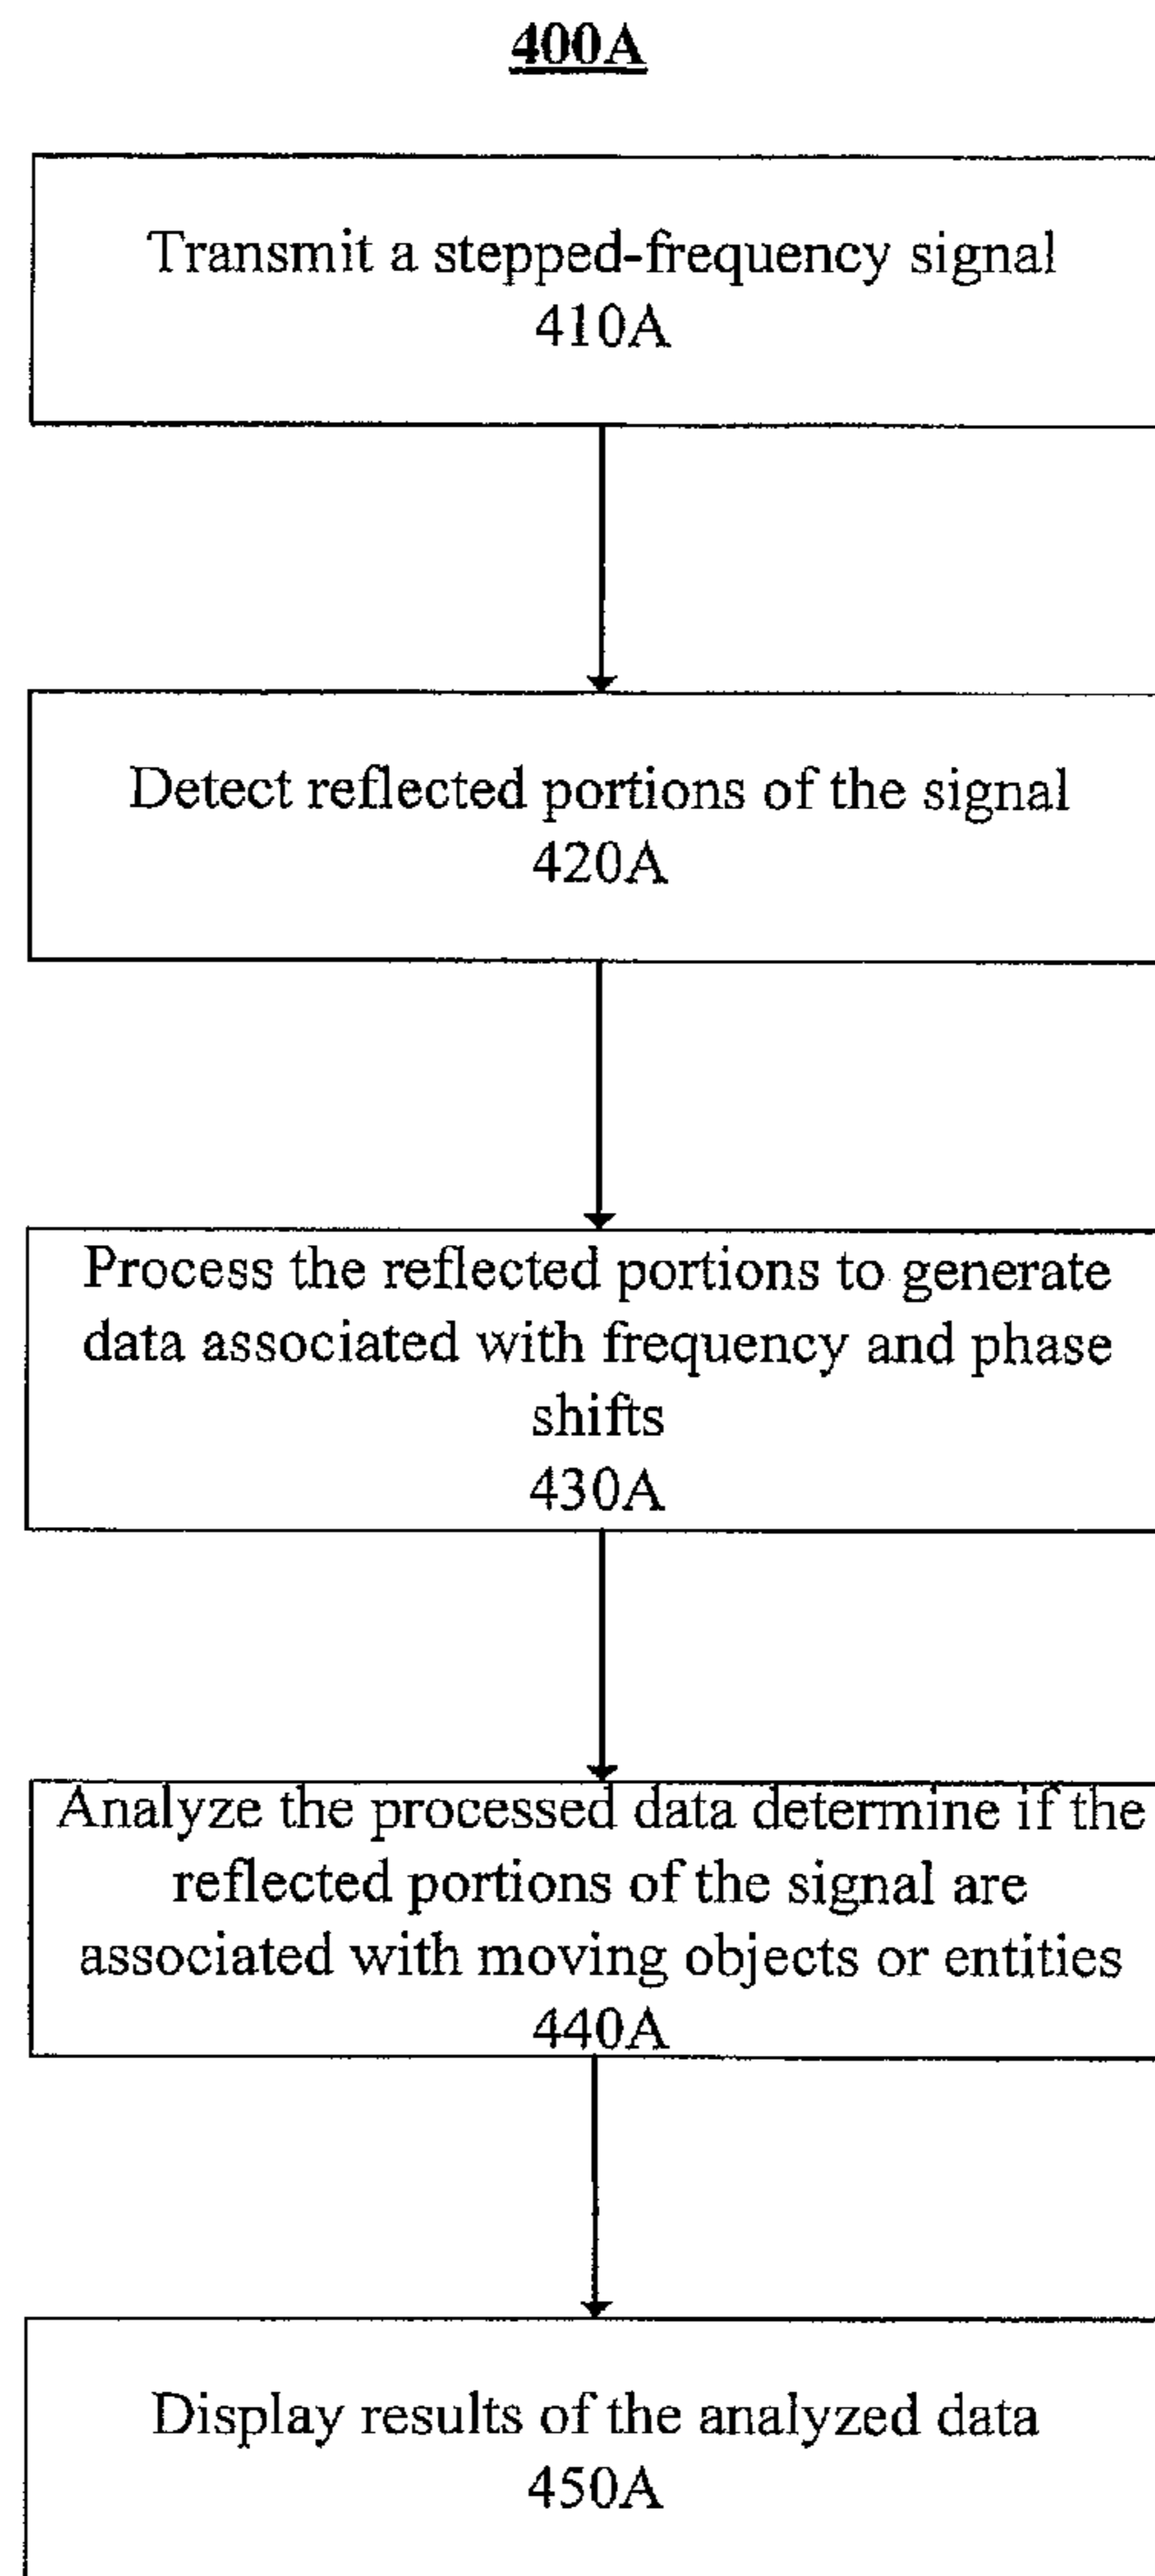 400A
Transmit a stepped-frequency signal
410A
Detect reflected portions of the signal
420A
Process the reflected portions to generate
data associated with frequency and phase
shifts
430A
Analyze the processed data determine if the
reflected portions of the signal are
associated with moving objects or entities
440A
Display results of the analyzed data
450A